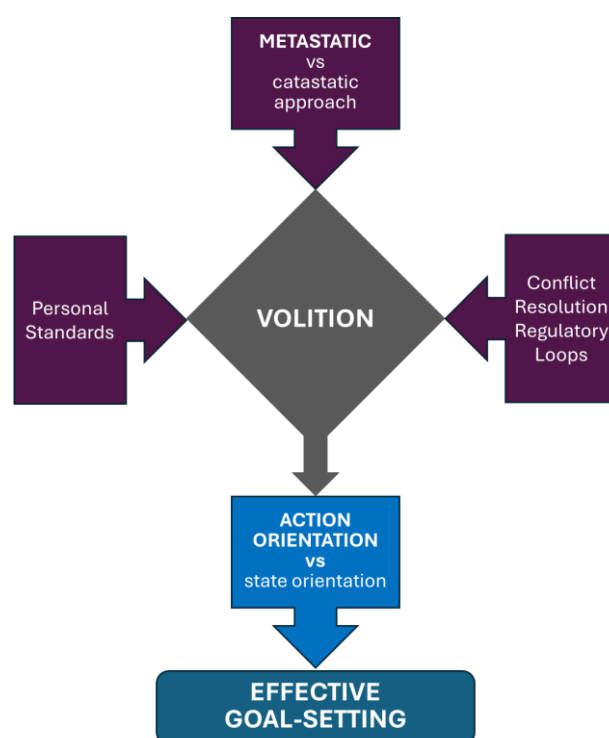 METASTATIC
vs
catastatic
approach
Personal
Standards
VOLITION
Conflict
Resolution
Regulatory
Loops
ACTION
ORIENTATION
vs
state orientation
EFFECTIVE
GOAL-SETTING